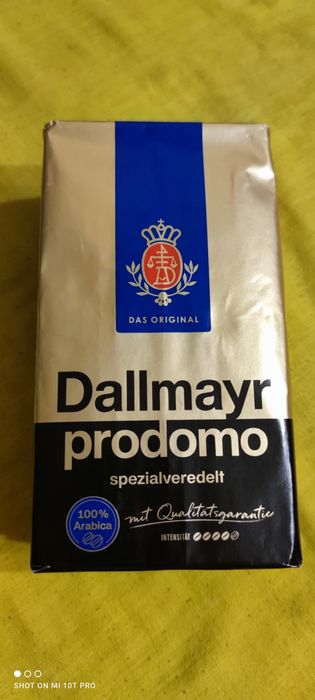 DAS ORIGINAL
Dallmayr
prodomo
spezialveredelt
100%
Arabica
mit Qualitätsgarantie
INTENSITÄT
SHOT ON MI 10T PRO